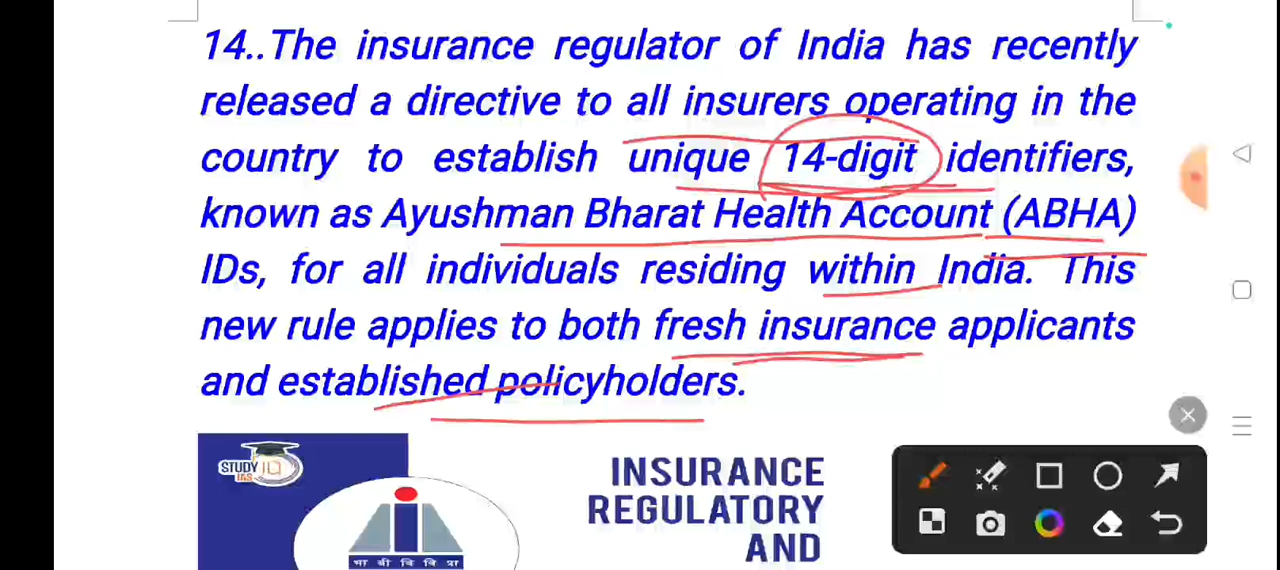 14..The insurance regulator of India has recently
released a directive to all insurers operating in the
country to establish unique 14-digit identifiers,
known as Ayushman Bharat Health Account (ABHA)
IDs, for all individuals residing within India. This
new rule applies to both fresh insurance applicants
and established policyholders.
STUDY IQ
IAS
INSURANCE
REGULATORY
AND
भा बी वि वि प्रा